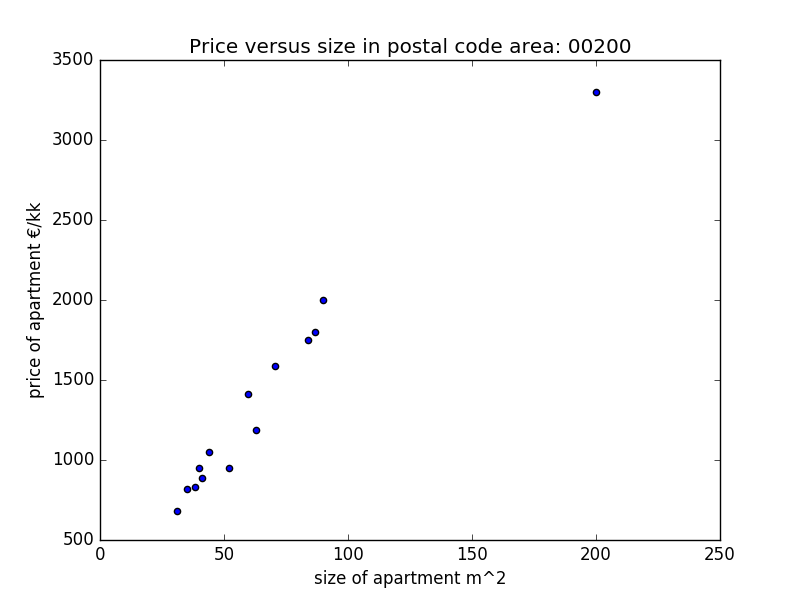 Price versus size in postal code area: 00200
3500
3000
2500
2000
1500
1000
500
price of apartment €/kk
0 50 100 150 200 250
size of apartment m^2